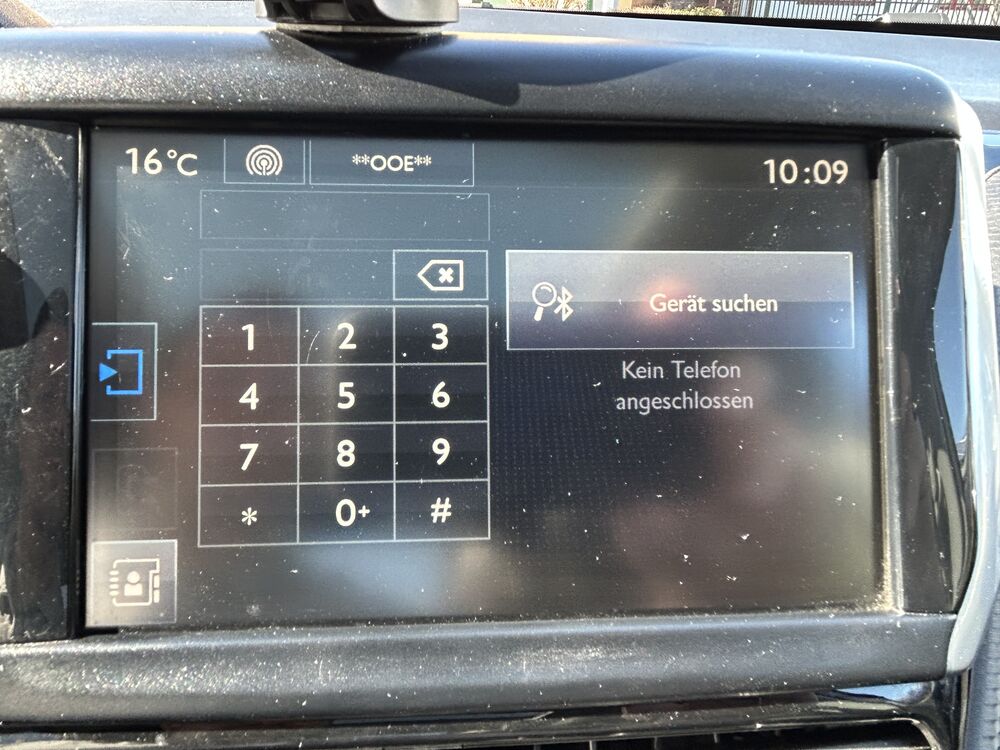 16°C
**OOE**
10:09
1 2 3
4 5 6
7 8 9
* 0+ #
Gerät suchen
Kein Telefon
angeschlossen